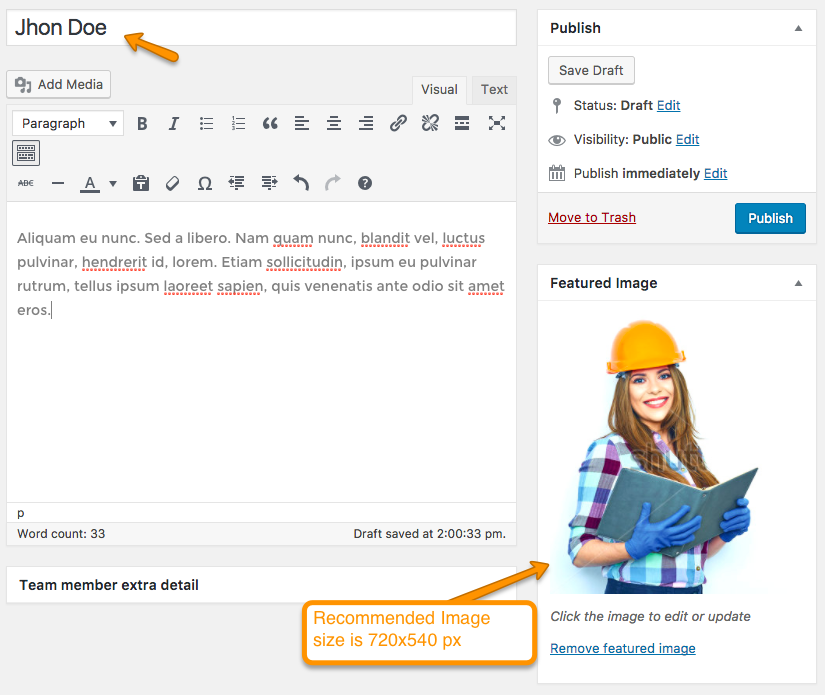 Jhon Doe
Add Media
Visual
Text
Paragraph
B
I
ABC
A
Ω
Aliquam eu nunc. Sed a libero. Nam quam nunc, blandit vel, luctus
pulvinar, hendrerit id, lorem. Etiam sollicitudin, ipsum eu pulvinar
rutrum, tellus ipsum laoreet sapien, quis venenatis ante odio sit amet
eros.
p
Word count: 33
Draft saved at 2:00:33 pm.
Team member extra detail
Publish
Save Draft
Status: Draft Edit
Visibility: Public Edit
Publish immediately Edit
Move to Trash
Publish
Featured Image
Click the image to edit or update
Remove featured image
Recommended Image
size is 720x540 px